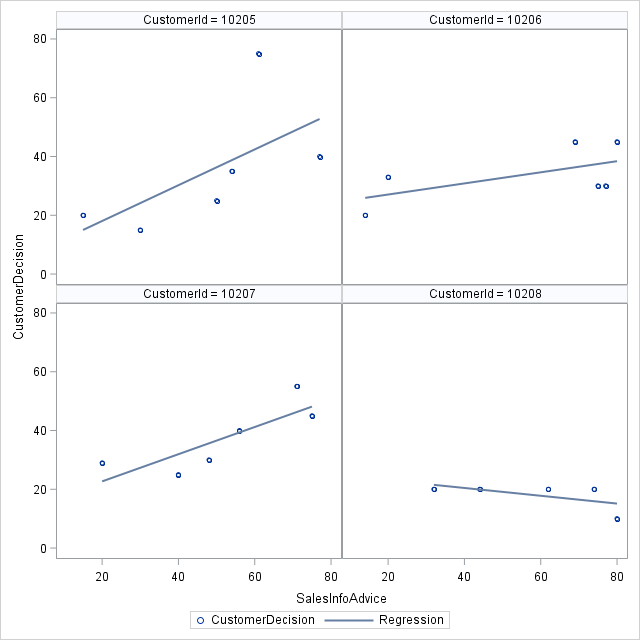 CustomerId = 10205 CustomerId = 10206
80
60
40
20
0
CustomerDecision
CustomerId = 10207 CustomerId = 10208
80
60
40
20
0
20 40 60 80 20 40 60 80
SalesInfoAdvice
CustomerDecision Regression